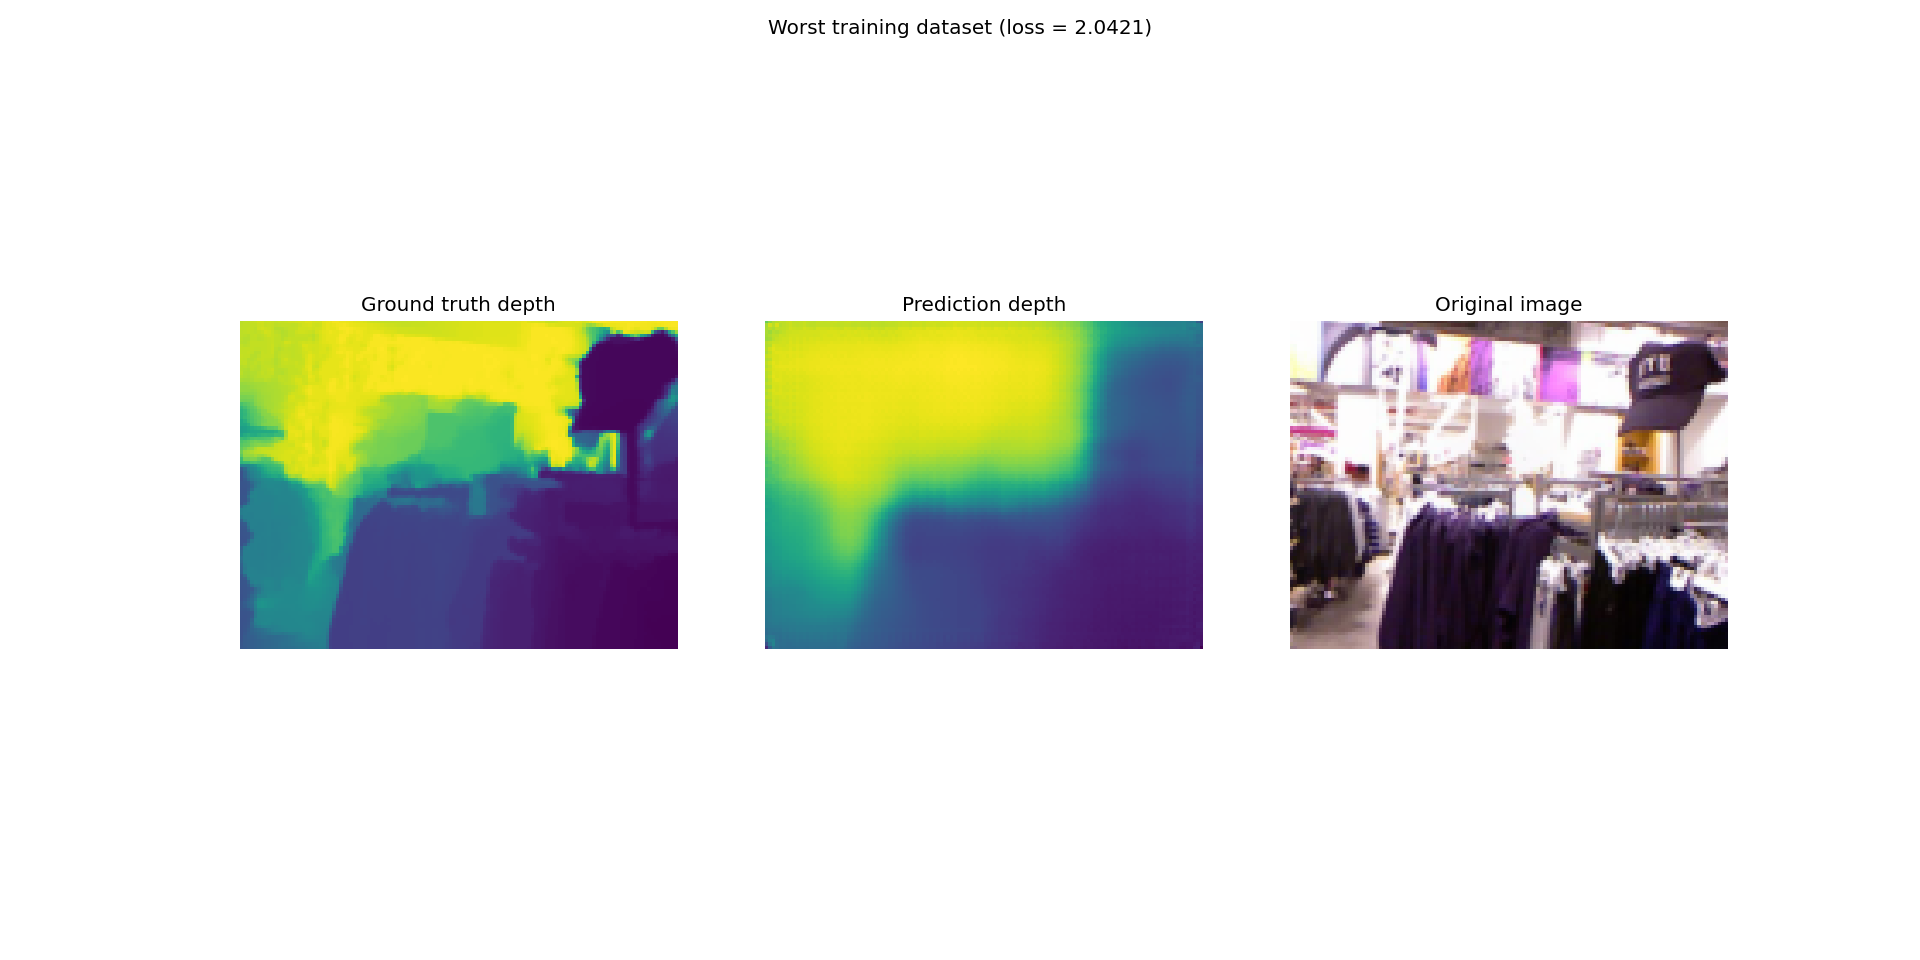 Worst training dataset (loss = 2.0421)
Ground truth depth
Prediction depth
Original image